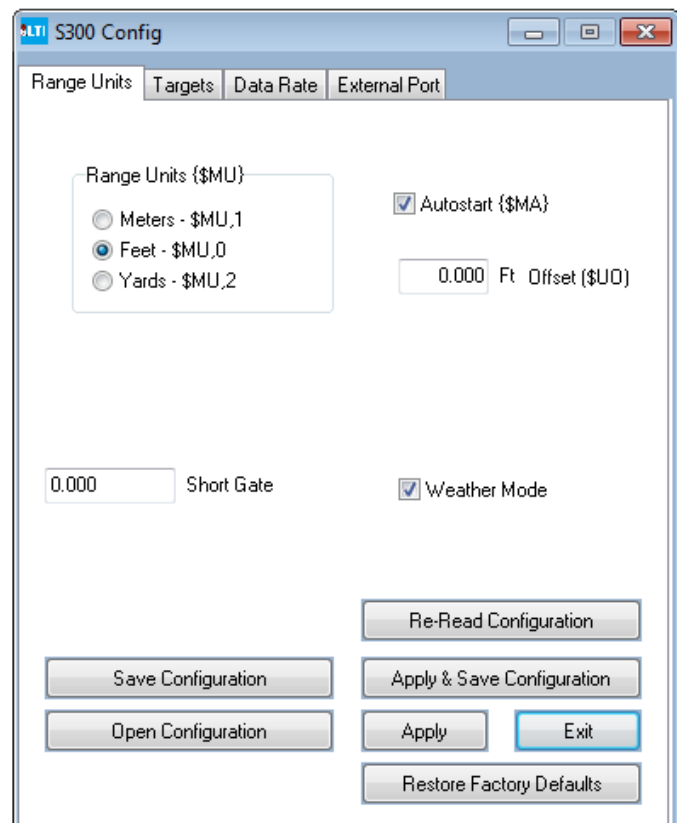 LTI S300 Config
Range Units Targets Data Rate External Port
Range Units {$MU}
Meters - $MU,1
Feet - $MU,0
Yards - $MU,2
Autostart {$MA}
0.000 Ft Offset ($UO)
0.000 Short Gate
Weather Mode
Re-Read Configuration
Save Configuration
Apply & Save Configuration
Open Configuration
Apply
Exit
Restore Factory Defaults